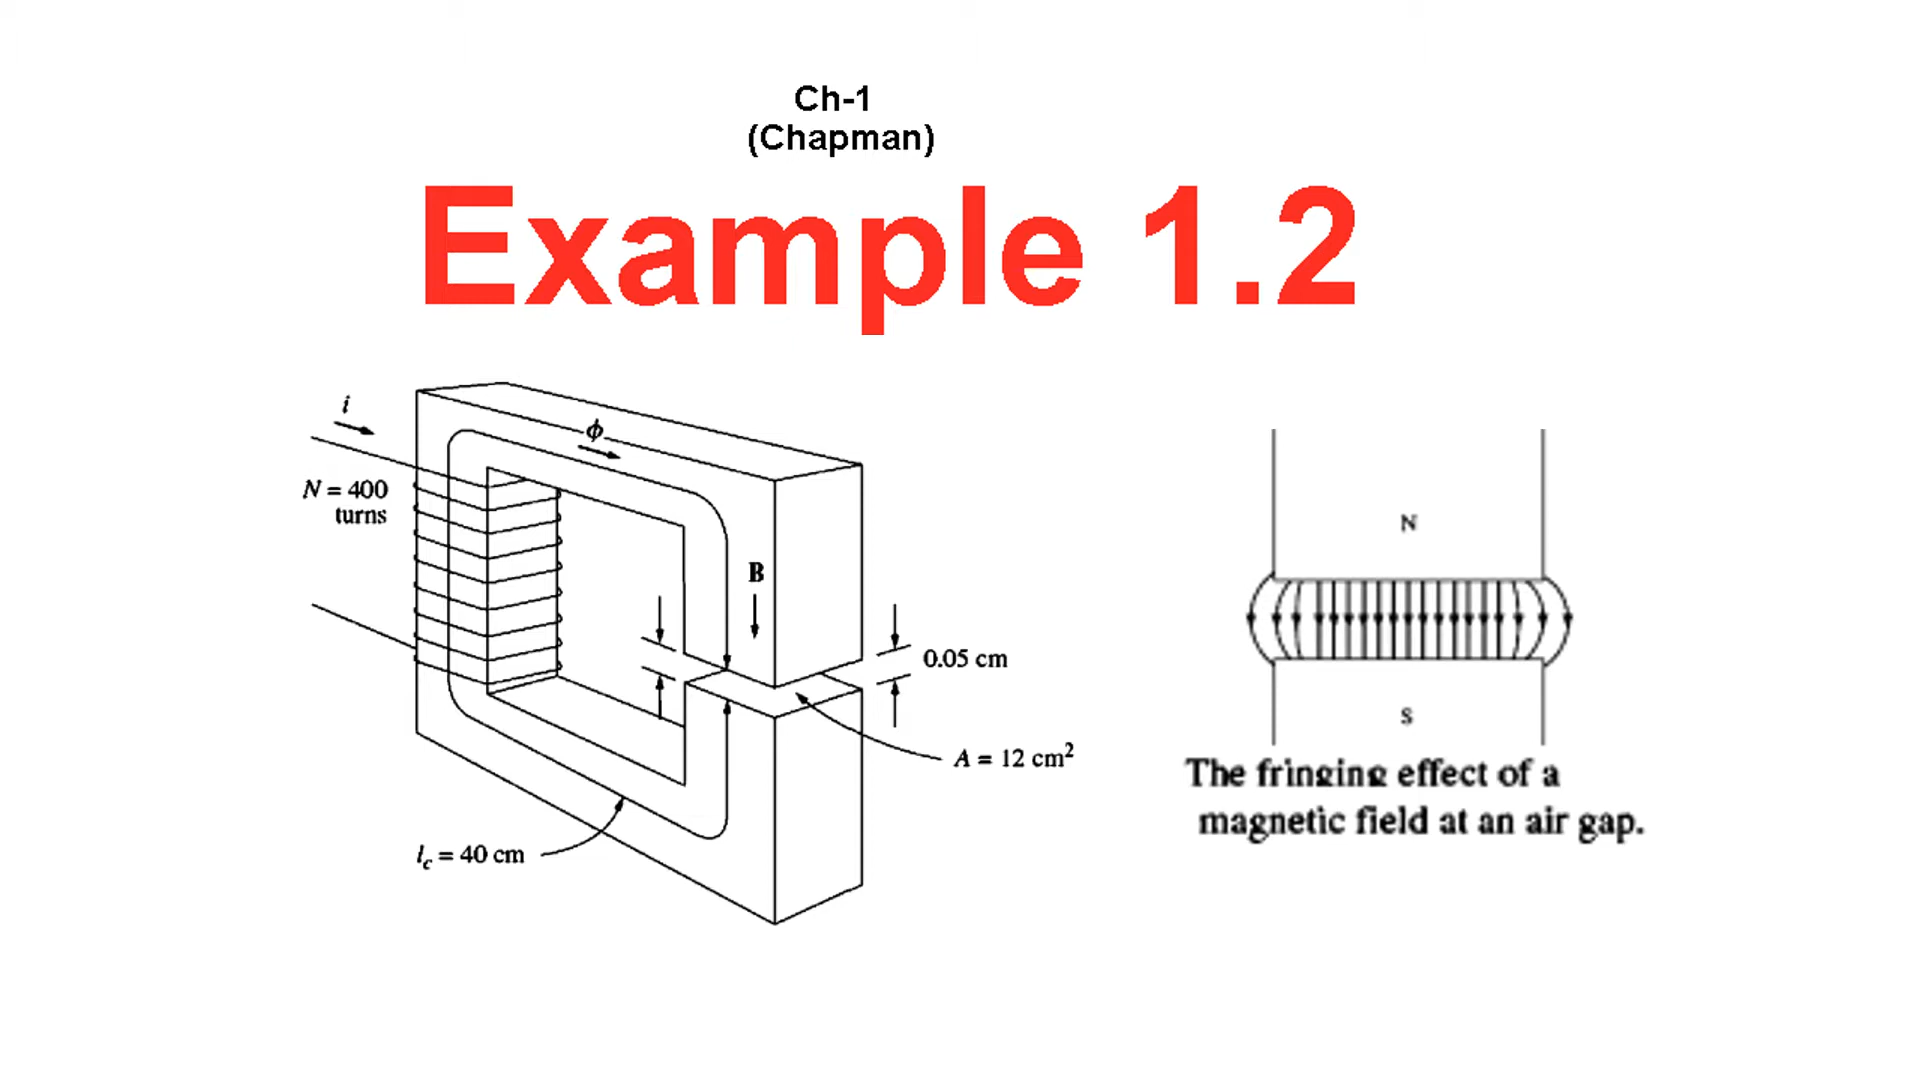 Ch-1
(Chapman)
Example 1.2
i
ϕ
N = 400
turns
B
0.05 cm
A = 12 cm²
l_c = 40 cm
N
S
The fringing effect of a
magnetic field at an air gap.